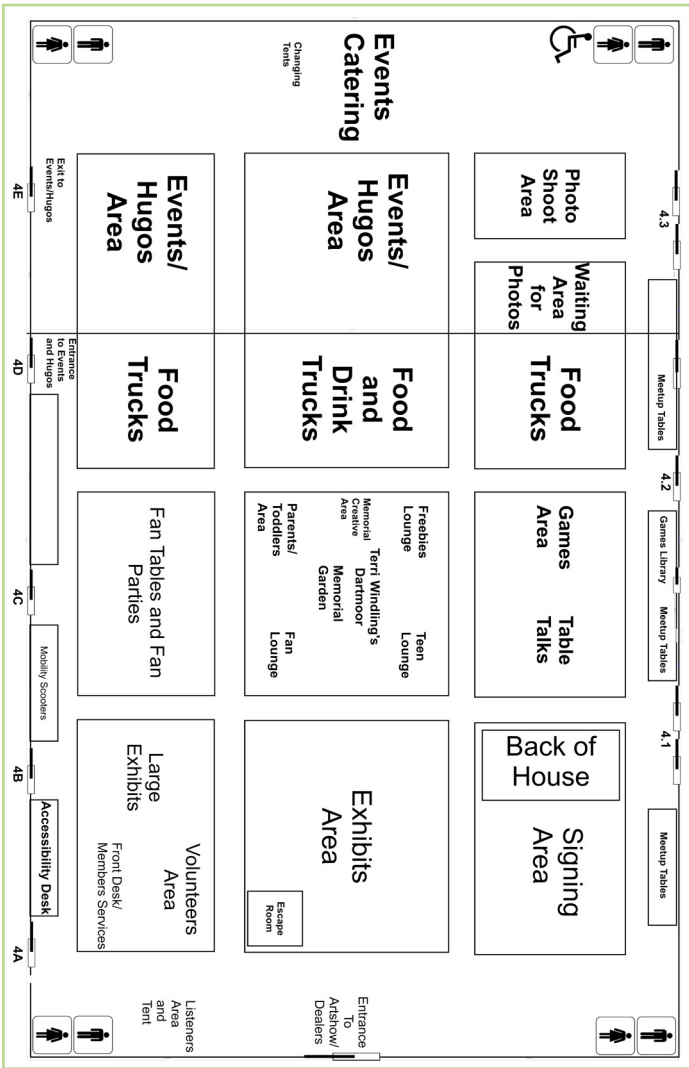 Events
Catering
Changing
Tents
Exit to
Events/Hugos
4E
Events/
Hugos
Area
Events/
Hugos
Area
Photo
Shoot
Area
4.3
Waiting
Area
for
Photos
4D
Entrance
to Events
and Hugos
Food
Trucks
Food
and
Drink
Trucks
Food
Trucks
Meetup Tables
4.2
Fan Tables and Fan
Parties
Freebies
Lounge
Memorial
Creative
Area
Parents/
Toddlers
Area
Terri Windling's
Dartmoor
Memorial
Garden
Teen
Lounge
Fan
Lounge
Games
Area
Table
Talks
Games Library
Meetup Tables
4C
Mobility Scooters
4.1
4B
Large
Exhibits
Volunteers
Area
Front Desk/
Members Services
Exhibits
Area
Escape
Room
Back of
House
Signing
Area
Meetup Tables
Accessibility Desk
4A
Listeners
Area
and
Tent
Entrance
To
Artshow/
Dealers